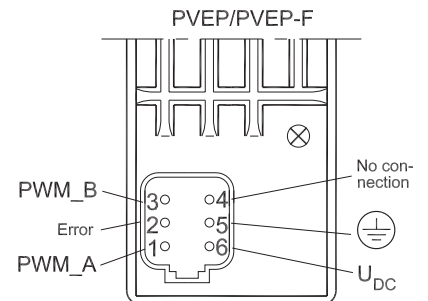 PVEP/PVEP-F
PWM_B
Error
PWM_A
3
2
1
4
5
6
No con-
nection
UDC